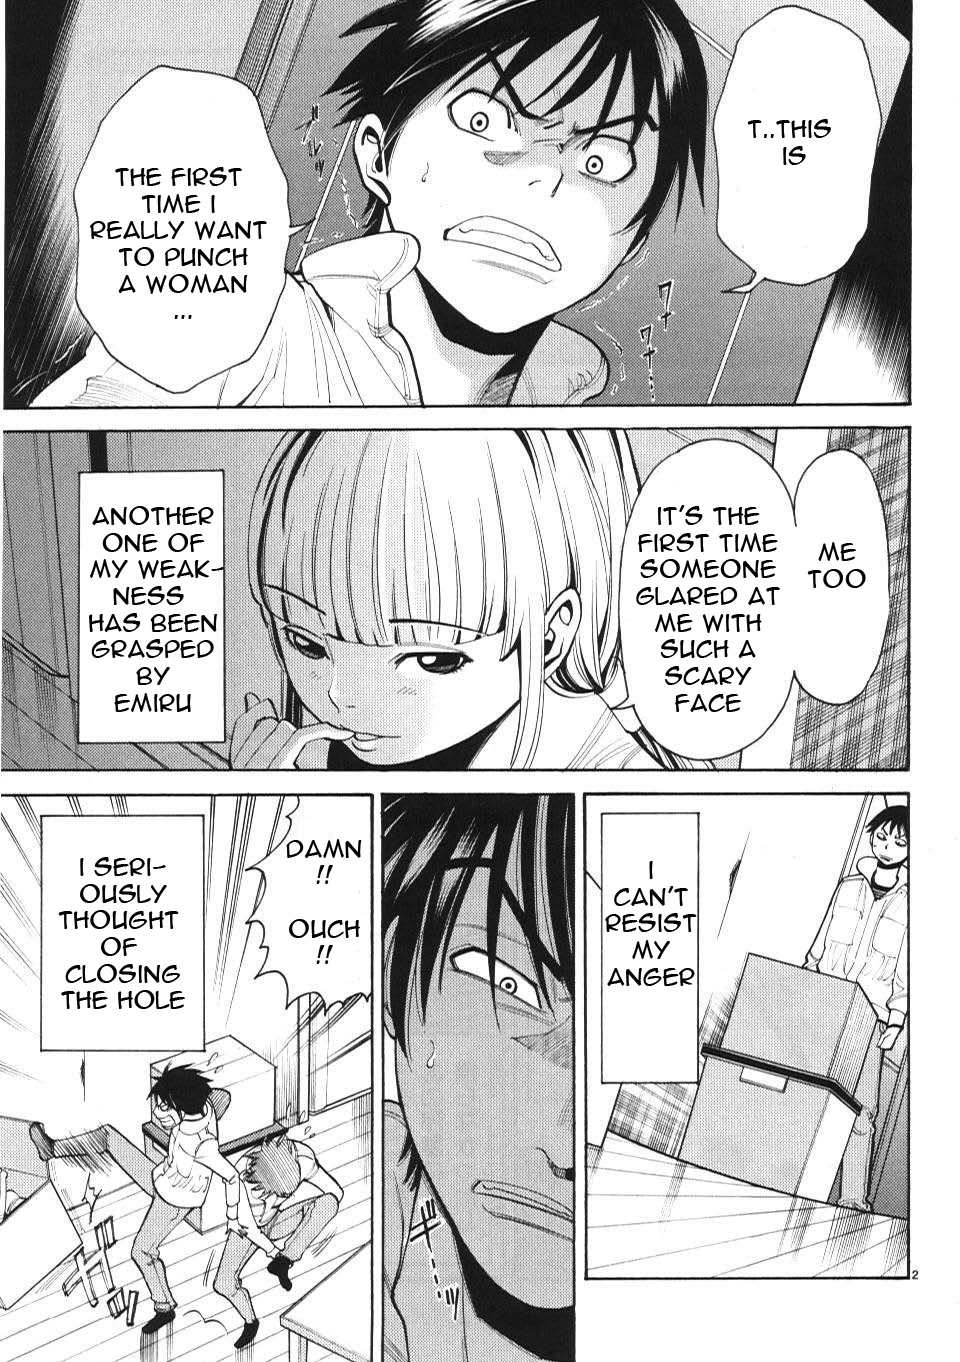 T..THIS
IS
THE FIRST
TIME I
REALLY WANT
TO PUNCH
A WOMAN
...
ME
TOO
IT'S THE
FIRST TIME
SOMEONE
GLARED AT
ME WITH
SUCH A
SCARY
FACE
ANOTHER
ONE OF
MY WEAK-
NESS
HAS BEEN
GRASPED
BY
EMIRU
I
CAN'T
RESIST
MY
ANGER
DAMN
!!
OUCH
!!
I SERI-
OUSLY
THOUGHT
OF
CLOSING
THE HOLE
2